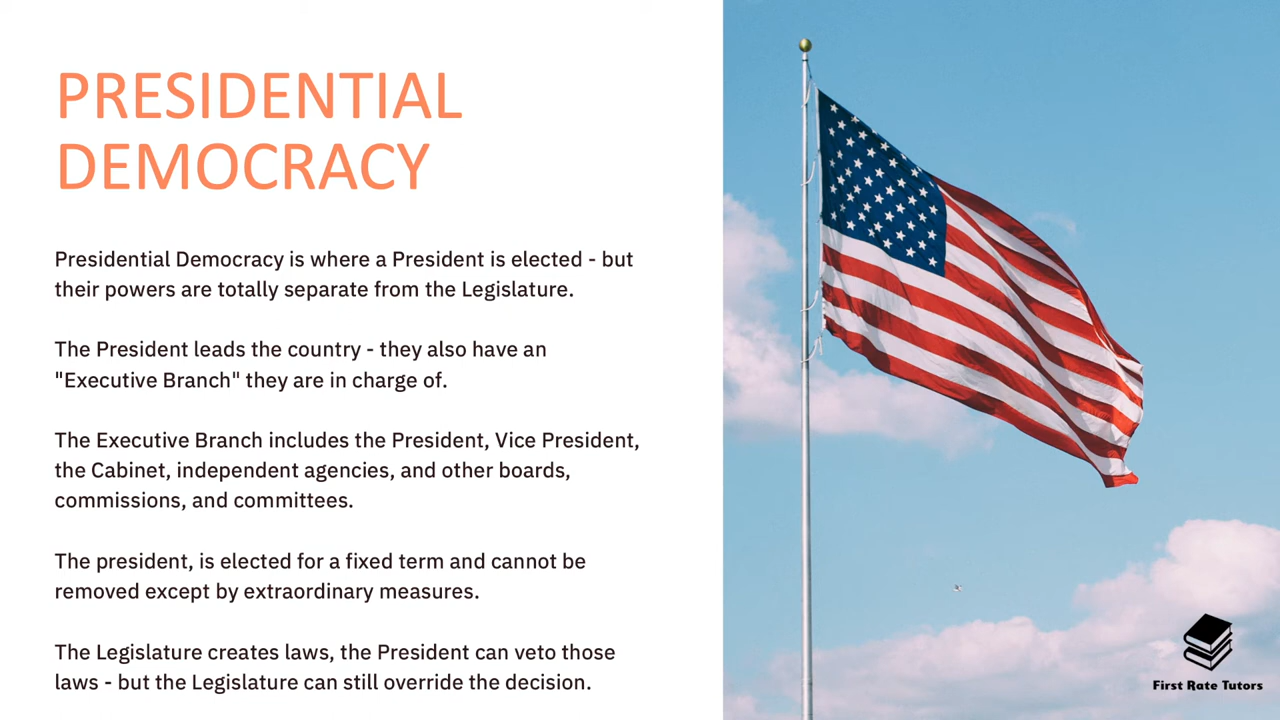 PRESIDENTIAL
DEMOCRACY
Presidential Democracy is where a President is elected - but
their powers are totally separate from the Legislature.
The President leads the country - they also have an
"Executive Branch" they are in charge of.
The Executive Branch includes the President, Vice President,
the Cabinet, independent agencies, and other boards,
commissions, and committees.
The president, is elected for a fixed term and cannot be
removed except by extraordinary measures.
The Legislature creates laws, the President can veto those
laws - but the Legislature can still override the decision.
First Rate Tutors